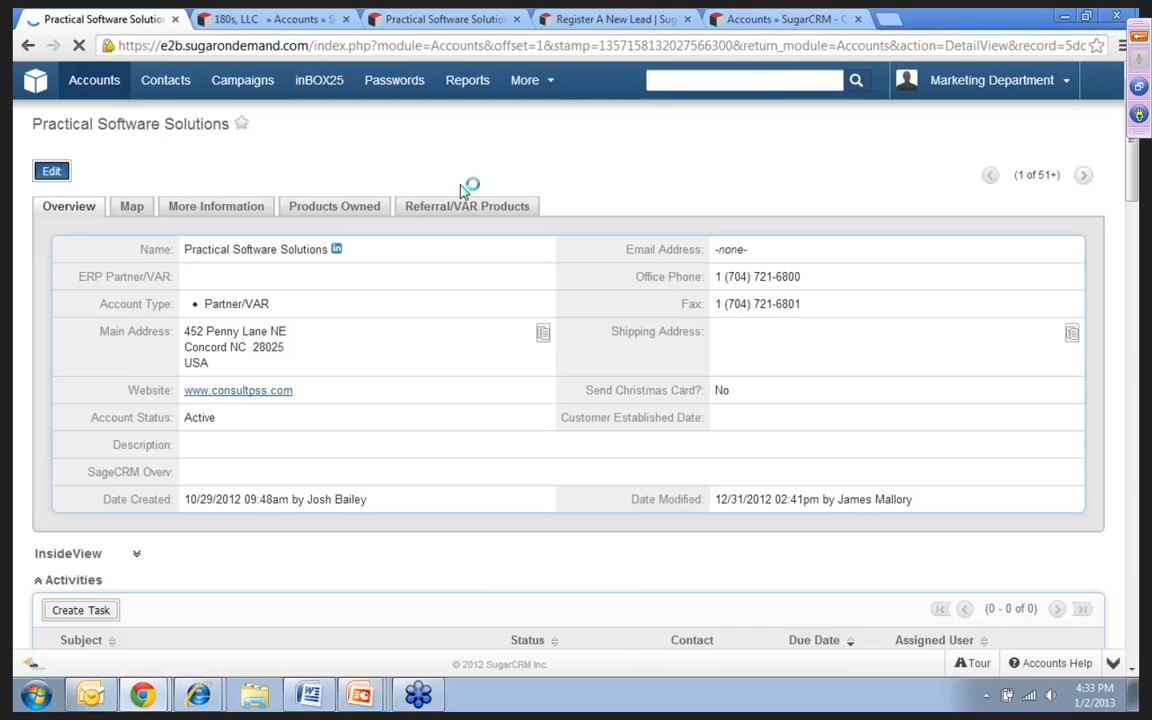 Practical Software Solution
180s, LLC » Accounts » S
Practical Software Solutio
Register A New Lead | Sug
Accounts » SugarCRM - C
https://e2b.sugarondemand.com/index.php?module=Accounts&offset=1&stamp=1357158132027566300&return_module=Accounts&action=DetailView&record=5dc
Accounts
Contacts
Campaigns
inBOX25
Passwords
Reports
More
Marketing Department
Practical Software Solutions
Edit
(1 of 51+)
Overview
Map
More Information
Products Owned
Referral/VAR Products
Name: Practical Software Solutions in
Email Address: -none-
ERP Partner/VAR:
Office Phone: 1 (704) 721-6800
Account Type: • Partner/VAR
Fax: 1 (704) 721-6801
Main Address: 452 Penny Lane NE
Concord NC 28025
USA
Shipping Address:
Website: www.consultpss.com
Send Christmas Card?: No
Account Status: Active
Customer Established Date:
Description:
SageCRM Overv:
Date Created: 10/29/2012 09:48am by Josh Bailey
Date Modified: 12/31/2012 02:41pm by James Mallory
InsideView
Activities
Create Task
(0 - 0 of 0)
Subject
Status
Contact
Due Date
Assigned User
© 2012 SugarCRM Inc.
Tour
Accounts Help
4:33 PM
1/2/2013